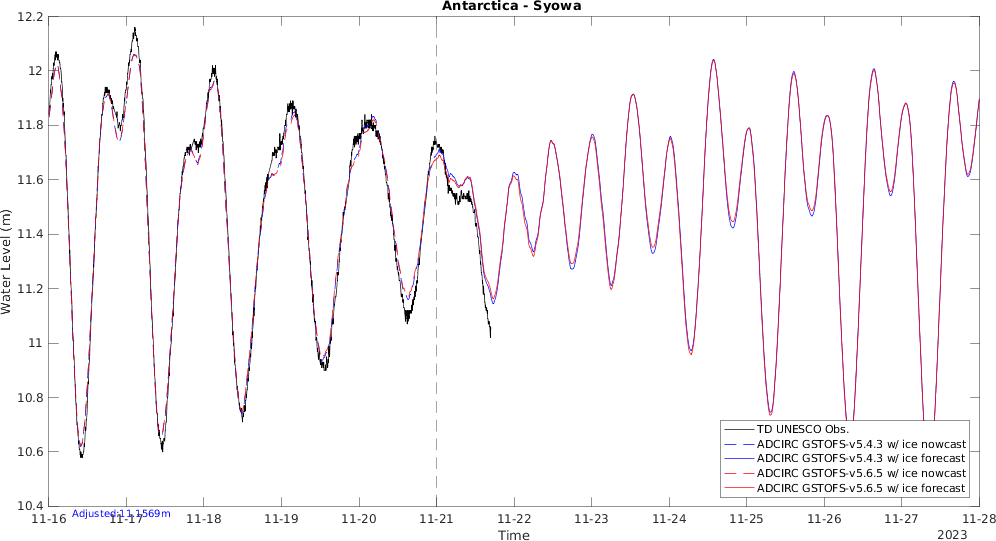 Antarctica - Syowa
12.2
12
11.8
11.6
11.4
11.2
11
10.8
10.6
10.4
Water Level (m)
TD UNESCO Obs.
ADCIRC GSTOFS-v5.4.3 w/ ice nowcast
ADCIRC GSTOFS-v5.4.3 w/ ice forecast
ADCIRC GSTOFS-v5.6.5 w/ ice nowcast
ADCIRC GSTOFS-v5.6.5 w/ ice forecast
Adjusted:11.1569m
11-16 11-17 11-18 11-19 11-20 11-21 11-22 11-23 11-24 11-25 11-26 11-27 11-28
Time
2023